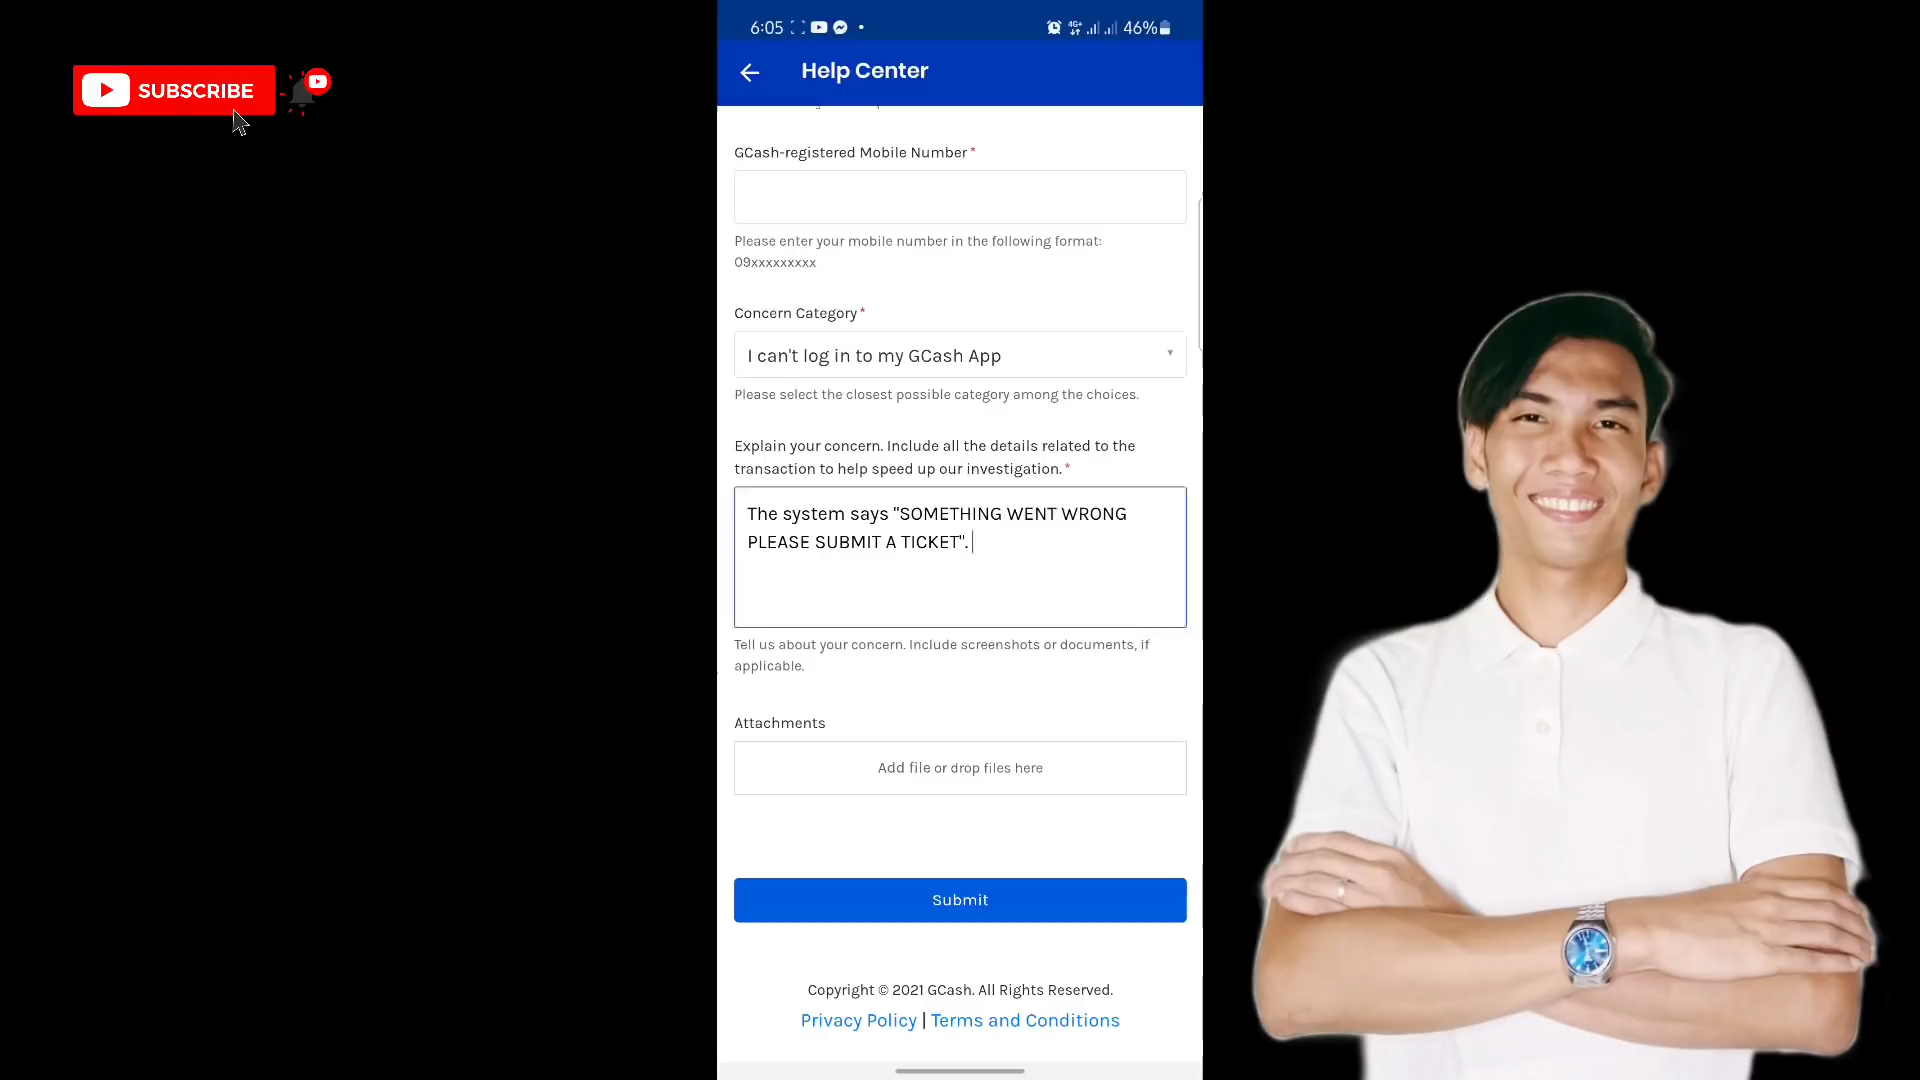 SUBSCRIBE
6:05
4G+
46%
Help Center
GCash-registered Mobile Number *
Please enter your mobile number in the following format:
09xxxxxxxxx
Concern Category *
I can't log in to my GCash App
Please select the closest possible category among the choices.
Explain your concern. Include all the details related to the
transaction to help speed up our investigation. *
The system says "SOMETHING WENT WRONG
PLEASE SUBMIT A TICKET".
Tell us about your concern. Include screenshots or documents, if
applicable.
Attachments
Add file or drop files here
Submit
Copyright © 2021 GCash. All Rights Reserved.
Privacy Policy | Terms and Conditions